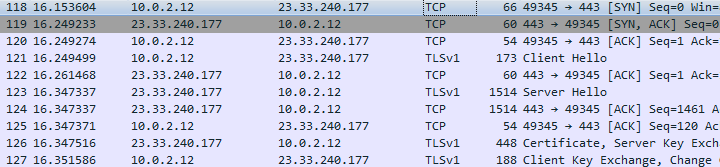 118 16.153604 10.0.2.12 23.33.240.177 TCP 66 49345 → 443 [SYN] Seq=0 Win=
119 16.249233 23.33.240.177 10.0.2.12 TCP 60 443 → 49345 [SYN, ACK] Seq=0
120 16.249274 10.0.2.12 23.33.240.177 TCP 54 49345 → 443 [ACK] Seq=1 Ack=
121 16.249499 10.0.2.12 23.33.240.177 TLSv1 173 Client Hello
122 16.261468 23.33.240.177 10.0.2.12 TCP 60 443 → 49345 [ACK] Seq=1 Ack=
123 16.347337 23.33.240.177 10.0.2.12 TLSv1 1514 Server Hello
124 16.347337 23.33.240.177 10.0.2.12 TCP 1514 443 → 49345 [ACK] Seq=1461 A
125 16.347371 10.0.2.12 23.33.240.177 TCP 54 49345 → 443 [ACK] Seq=120 Ac
126 16.347516 23.33.240.177 10.0.2.12 TLSv1 448 Certificate, Server Key Exch
127 16.351586 10.0.2.12 23.33.240.177 TLSv1 188 Client Key Exchange, Change